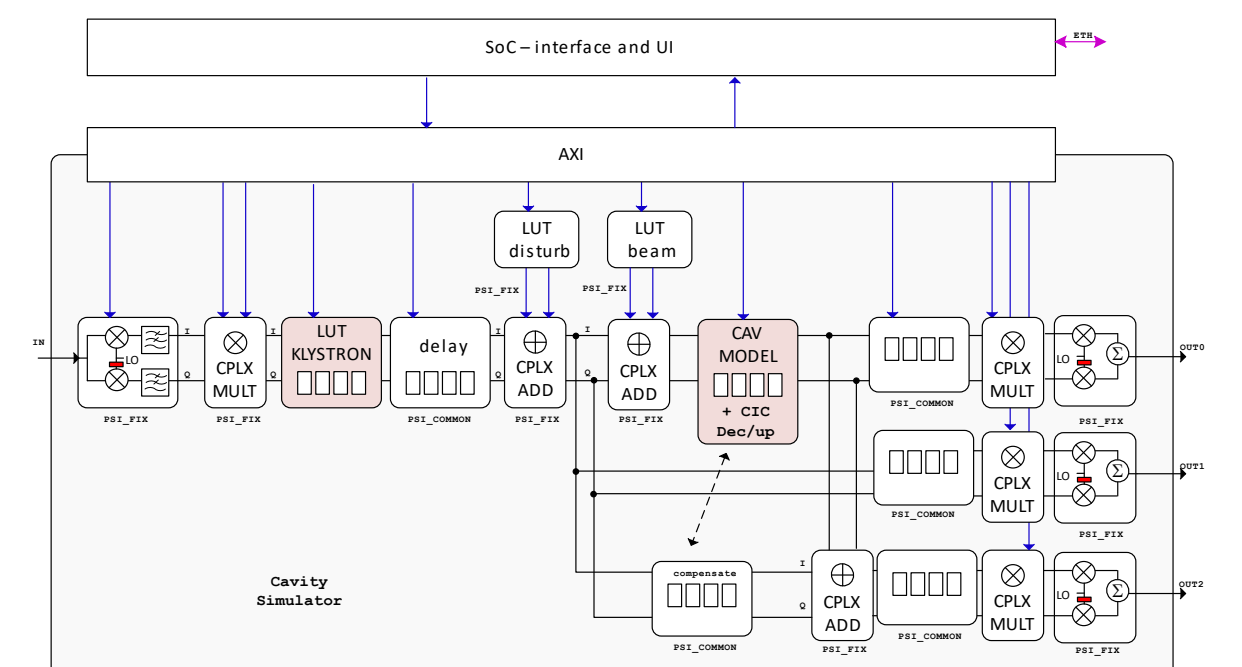 SoC – interface and UI
ETH
AXI
LUT
disturb
LUT
beam
PSI_FIX
PSI_FIX
IN
LO
PSI_FIX
I
Q
CPLX
MULT
PSI_FIX
I
Q
LUT
KLYSTRON
delay
PSI_COMMON
I
Q
CPLX
ADD
PSI_FIX
I
Q
CPLX
ADD
PSI_FIX
CAV
MODEL
+ CIC
Dec/up
PSI_COMMON
CPLX
MULT
LO
Σ
PSI_FIX
OUT0
PSI_COMMON
CPLX
MULT
LO
Σ
PSI_FIX
OUT1
Cavity
Simulator
compensate
PSI_COMMON
I
Q
CPLX
ADD
PSI_FIX
PSI_COMMON
CPLX
MULT
LO
Σ
PSI_FIX
OUT2